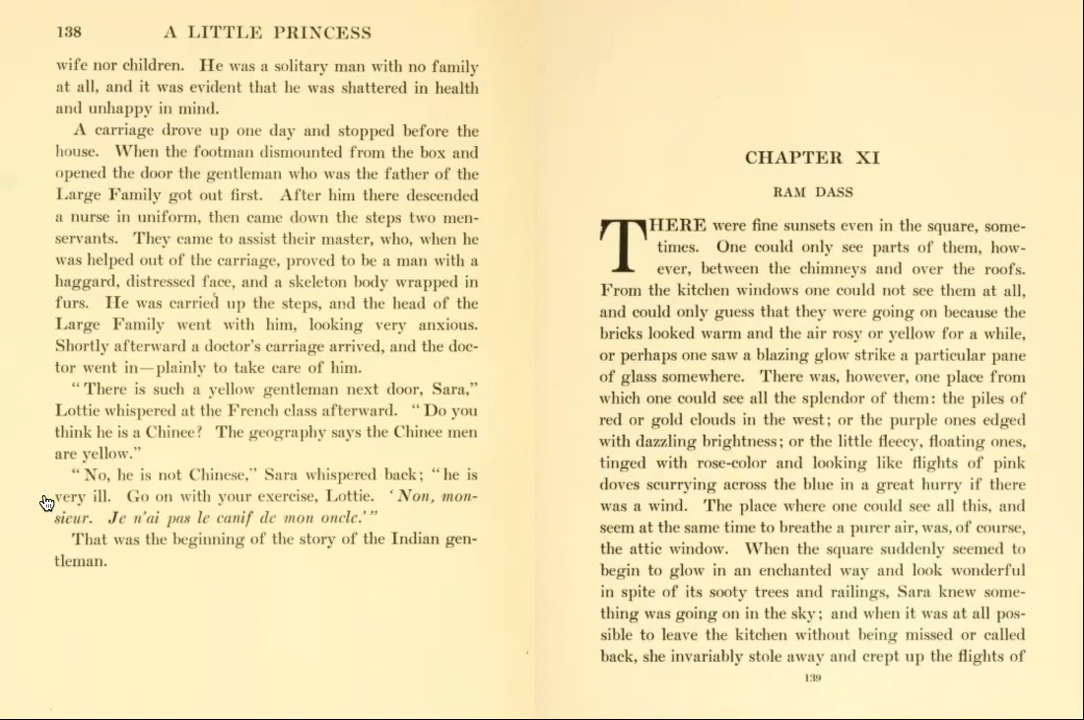 138 A LITTLE PRINCESS
wife nor children. He was a solitary man with no family
at all, and it was evident that he was shattered in health
and unhappy in mind.
A carriage drove up one day and stopped before the
house. When the footman dismounted from the box and
opened the door the gentleman who was the father of the
Large Family got out first. After him there descended
a nurse in uniform, then came down the steps two men-
servants. They came to assist their master, who, when he
was helped out of the carriage, proved to be a man with a
haggard, distressed face, and a skeleton body wrapped in
furs. He was carried up the steps, and the head of the
Large Family went with him, looking very anxious.
Shortly afterward a doctor's carriage arrived, and the doc-
tor went in—plainly to take care of him.
"There is such a yellow gentleman next door, Sara,"
Lottie whispered at the French class afterward. "Do you
think he is a Chinee? The geography says the Chinee men
are yellow."
"No, he is not Chinese," Sara whispered back; "he is
very ill. Go on with your exercise, Lottie. 'Non, mon-
sieur. Je n'ai pas le canif de mon oncle.'"
That was the beginning of the story of the Indian gen-
tleman.
CHAPTER XI
RAM DASS
THERE were fine sunsets even in the square, some-
times. One could only see parts of them, how-
ever, between the chimneys and over the roofs.
From the kitchen windows one could not see them at all,
and could only guess that they were going on because the
bricks looked warm and the air rosy or yellow for a while,
or perhaps one saw a blazing glow strike a particular pane
of glass somewhere. There was, however, one place from
which one could see all the splendor of them: the piles of
red or gold clouds in the west; or the purple ones edged
with dazzling brightness; or the little fleecy, floating ones,
tinged with rose-color and looking like flights of pink
doves scurrying across the blue in a great hurry if there
was a wind. The place where one could see all this, and
seem at the same time to breathe a purer air, was, of course,
the attic window. When the square suddenly seemed to
begin to glow in an enchanted way and look wonderful
in spite of its sooty trees and railings, Sara knew some-
thing was going on in the sky; and when it was at all pos-
sible to leave the kitchen without being missed or called
back, she invariably stole away and crept up the flights of
139